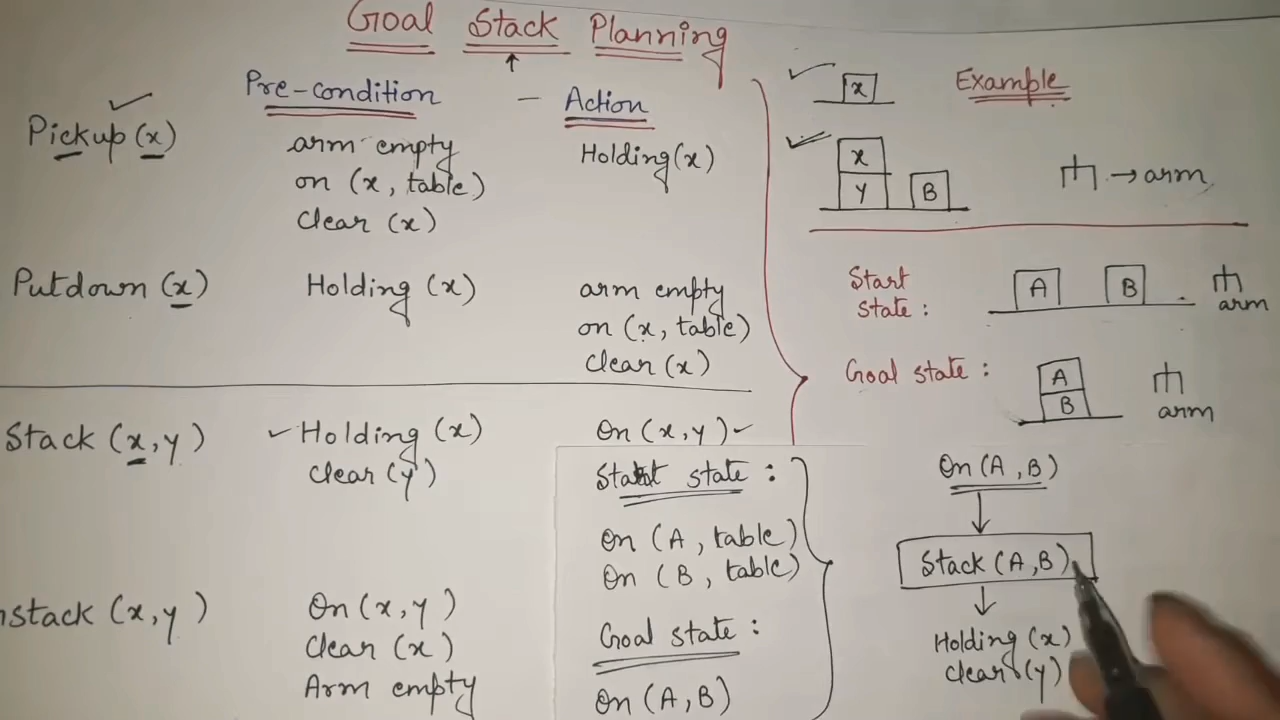 Goal Stack Planning
Pre-condition - Action
Pickup (x)
arm empty
on (x, table)
clear (x)
Holding (x)
Putdown (x)
Holding (x)
arm empty
on (x, table)
clear (x)
Stack (x, y)
Holding (x)
clear (y)
On (x, y)
nstack (x, y)
On (x, y)
Clear (x)
Arm empty
Start state :
On (A, table)
On (B, table)
Goal state :
On (A, B)
x
Example
x
y
B
→ arm
Start
state :
A
B
arm
Goal state :
A
B
arm
On (A, B)
Stack (A, B)
Holding (x)
clear (y)